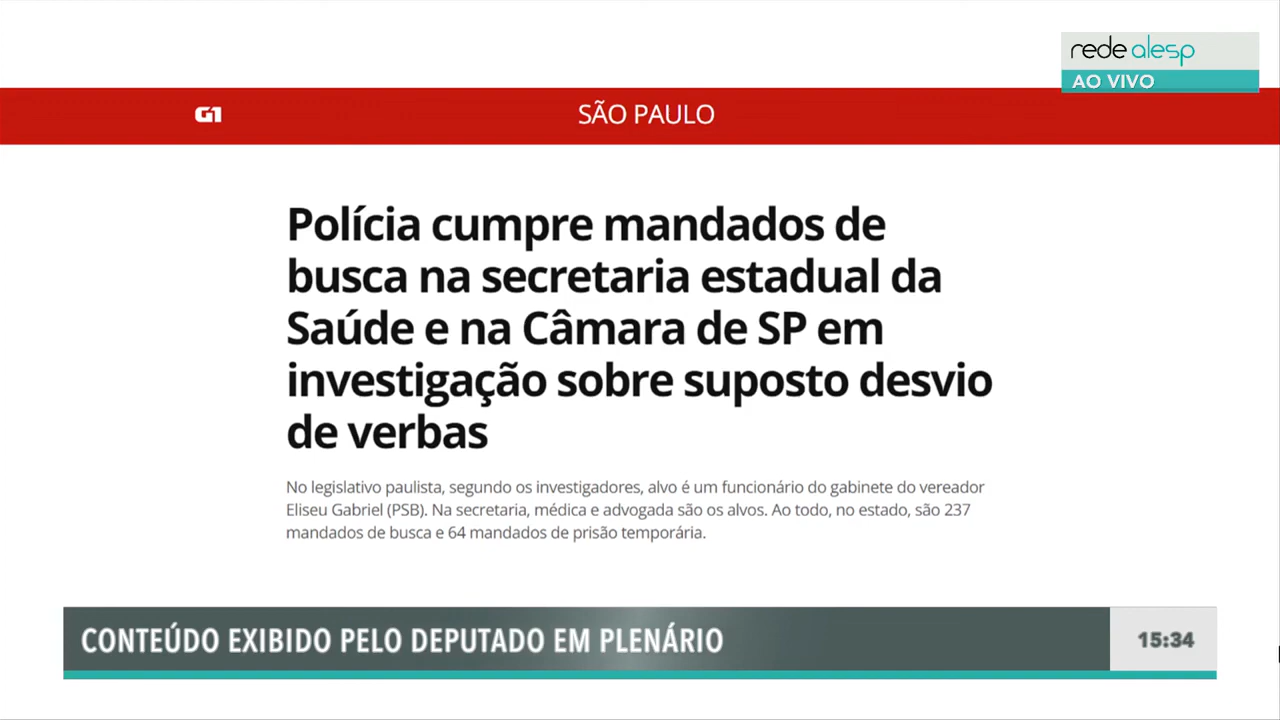 rede alesp
AO VIVO
G1
SÃO PAULO
Polícia cumpre mandados de
busca na secretaria estadual da
Saúde e na Câmara de SP em
investigação sobre suposto desvio
de verbas
No legislativo paulista, segundo os investigadores, alvo é um funcionário do gabinete do vereador
Eliseu Gabriel (PSB). Na secretaria, médica e advogada são os alvos. Ao todo, no estado, são 237
mandados de busca e 64 mandados de prisão temporária.
CONTEÚDO EXIBIDO PELO DEPUTADO EM PLENÁRIO
15:34